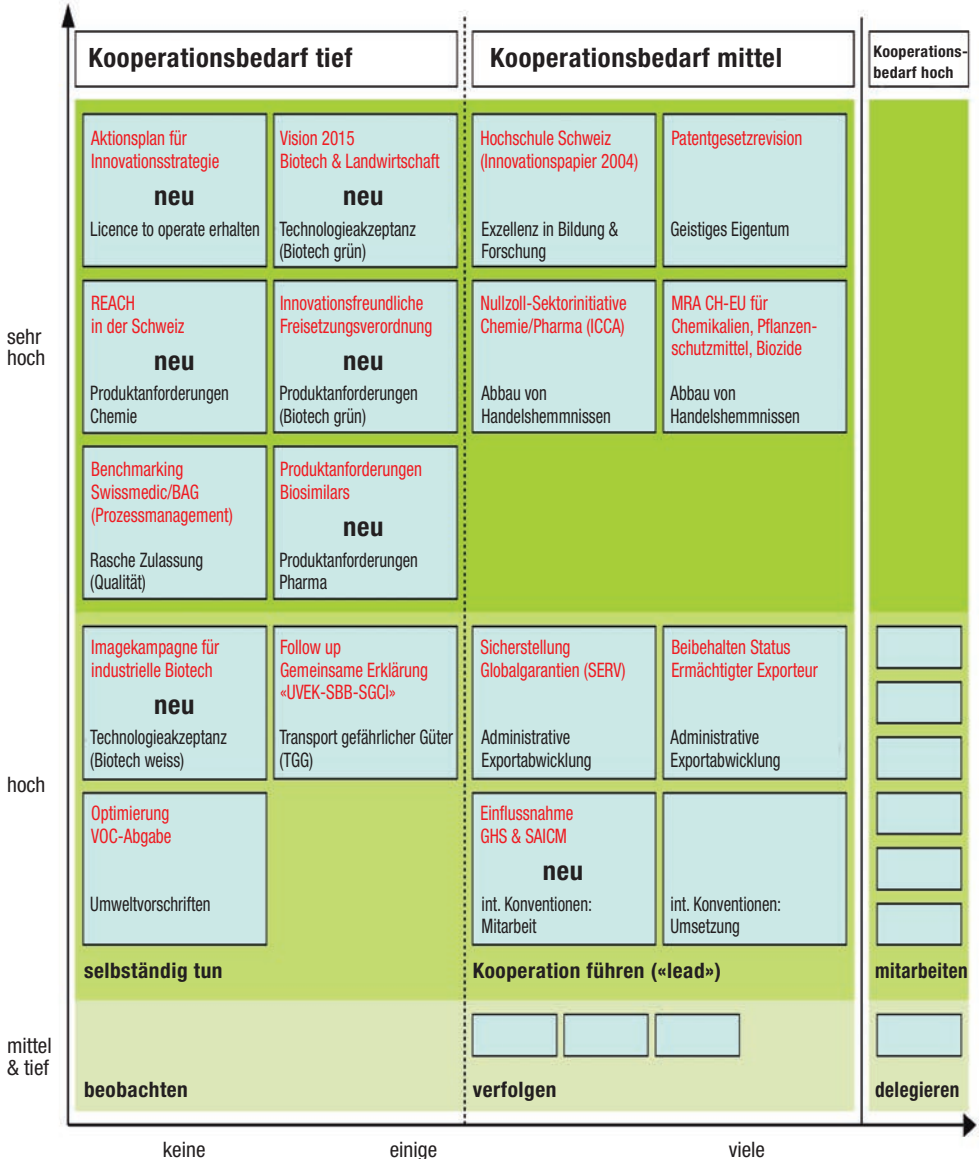 Kooperationsbedarf tief
Kooperationsbedarf mittel
Kooperations-
bedarf hoch
Aktionsplan für
Innovationsstrategie
neu
Licence to operate erhalten
Vision 2015
Biotech & Landwirtschaft
neu
Technologieakzeptanz
(Biotech grün)
Hochschule Schweiz
(Innovationspapier 2004)
Exzellenz in Bildung &
Forschung
Patentgesetzrevision
Geistiges Eigentum
sehr
hoch
REACH
in der Schweiz
neu
Produktanforderungen
Chemie
Innovationsfreundliche
Freisetzungsverordnung
neu
Produktanforderungen
(Biotech grün)
Nullzoll-Sektorinitiative
Chemie/Pharma (ICCA)
Abbau von
Handelshemmnissen
MRA CH-EU für
Chemikalien, Pflanzen-
schutzmittel, Biozide
Abbau von
Handelshemmnissen
Benchmarking
Swissmedic/BAG
(Prozessmanagement)
Rasche Zulassung
(Qualität)
Produktanforderungen
Biosimilars
neu
Produktanforderungen
Pharma
hoch
Imagekampagne für
industrielle Biotech
neu
Technologieakzeptanz
(Biotech weiss)
Follow up
Gemeinsame Erklärung
«UVEK-SBB-SGCI»
Transport gefährlicher Güter
(TGG)
Sicherstellung
Globalgarantien (SERV)
Administrative
Exportabwicklung
Beibehalten Status
Ermächtigter Exporteur
Administrative
Exportabwicklung
Optimierung
VOC-Abgabe
Umweltvorschriften
Einflussnahme
GHS & SAICM
neu
int. Konventionen:
Mitarbeit
int. Konventionen:
Umsetzung
selbständig tun
Kooperation führen («lead»)
mitarbeiten
mittel
& tief
beobachten
verfolgen
delegieren
keine
einige
viele